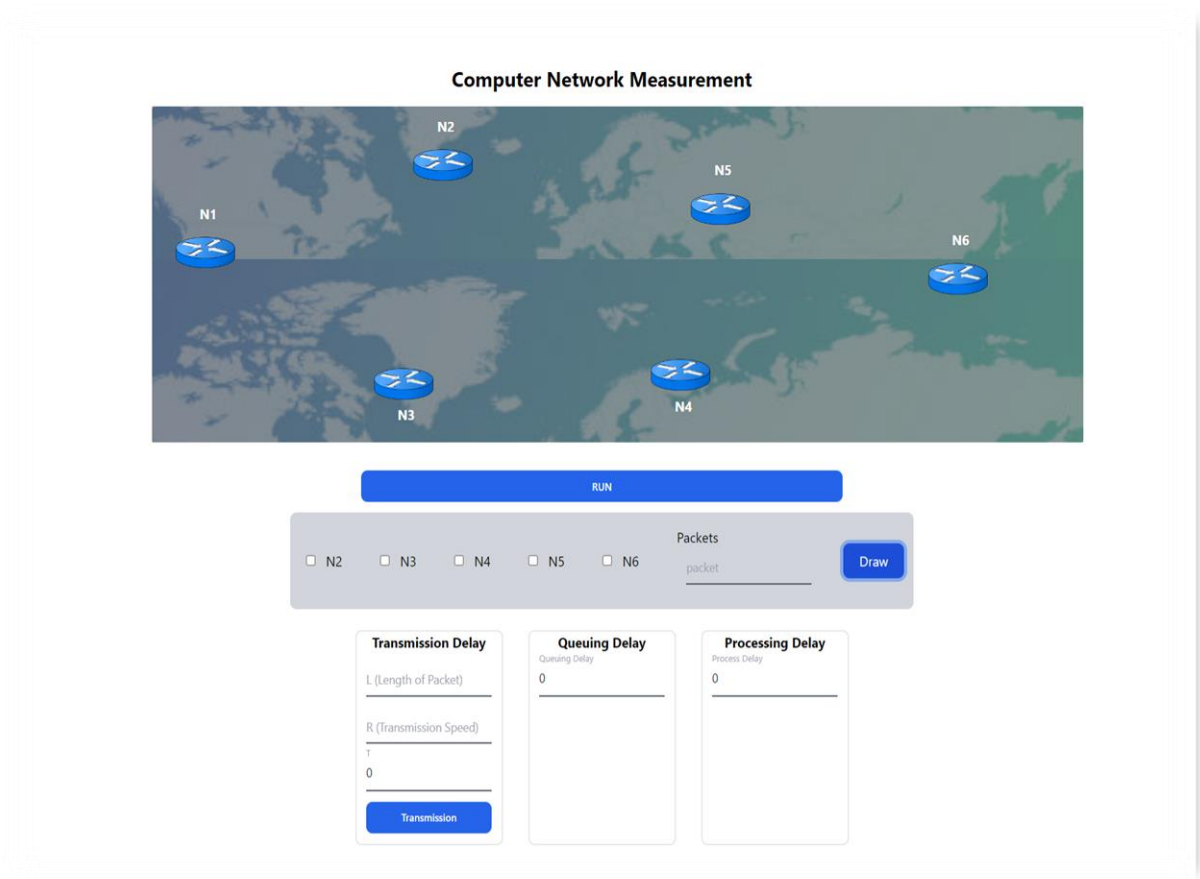 Computer Network Measurement
N2
N5
N1
N6
N3
N4
RUN
Packets
N2 N3 N4 N5 N6 packet Draw
Transmission Delay Queuing Delay Processing Delay
Queuing Delay Process Delay
L (Length of Packet) 0 0
R (Transmission Speed)
T
0
Transmission